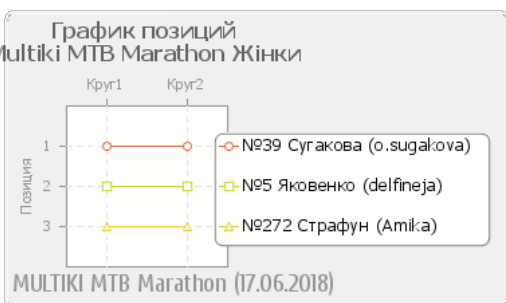 График позиций
Multiki MTB Marathon Жінки
Круг1 Круг2
Позиция
1
2
3
№39 Сугакова (o.sugakova)
№5 Яковенко (delfineja)
№272 Страфун (Amika)
MULTIKI MTB Marathon (17.06.2018)